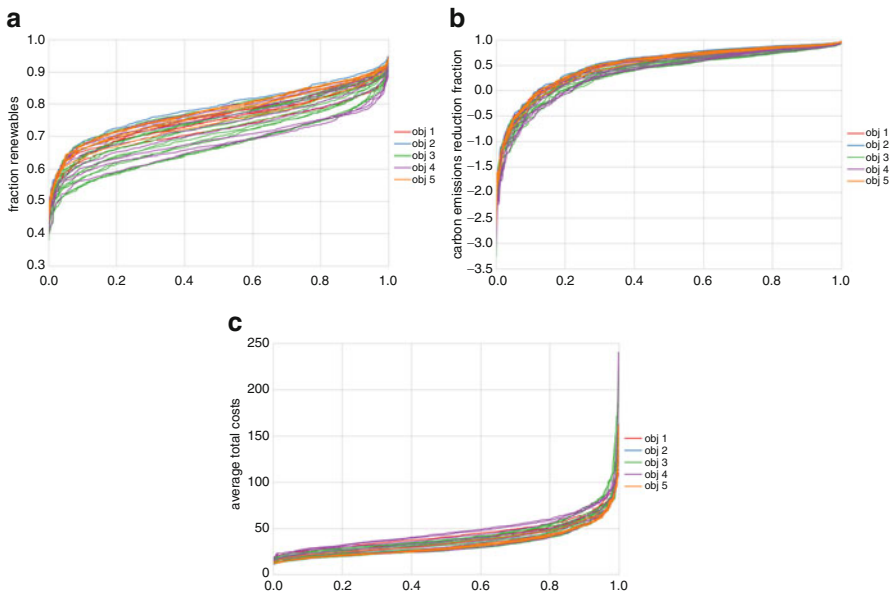 a
fraction renewables
1.0
0.9
0.8
0.7
0.6
0.5
0.4
0.3
0.0 0.2 0.4 0.6 0.8 1.0
obj 1
obj 2
obj 3
obj 4
obj 5
b
carbon emissions reduction fraction
1.0
0.5
0.0
−0.5
−1.0
−1.5
−2.0
−2.5
−3.0
−3.5
0.0 0.2 0.4 0.6 0.8 1.0
obj 1
obj 2
obj 3
obj 4
obj 5
c
average total costs
250
200
150
100
50
0
0.0 0.2 0.4 0.6 0.8 1.0
obj 1
obj 2
obj 3
obj 4
obj 5